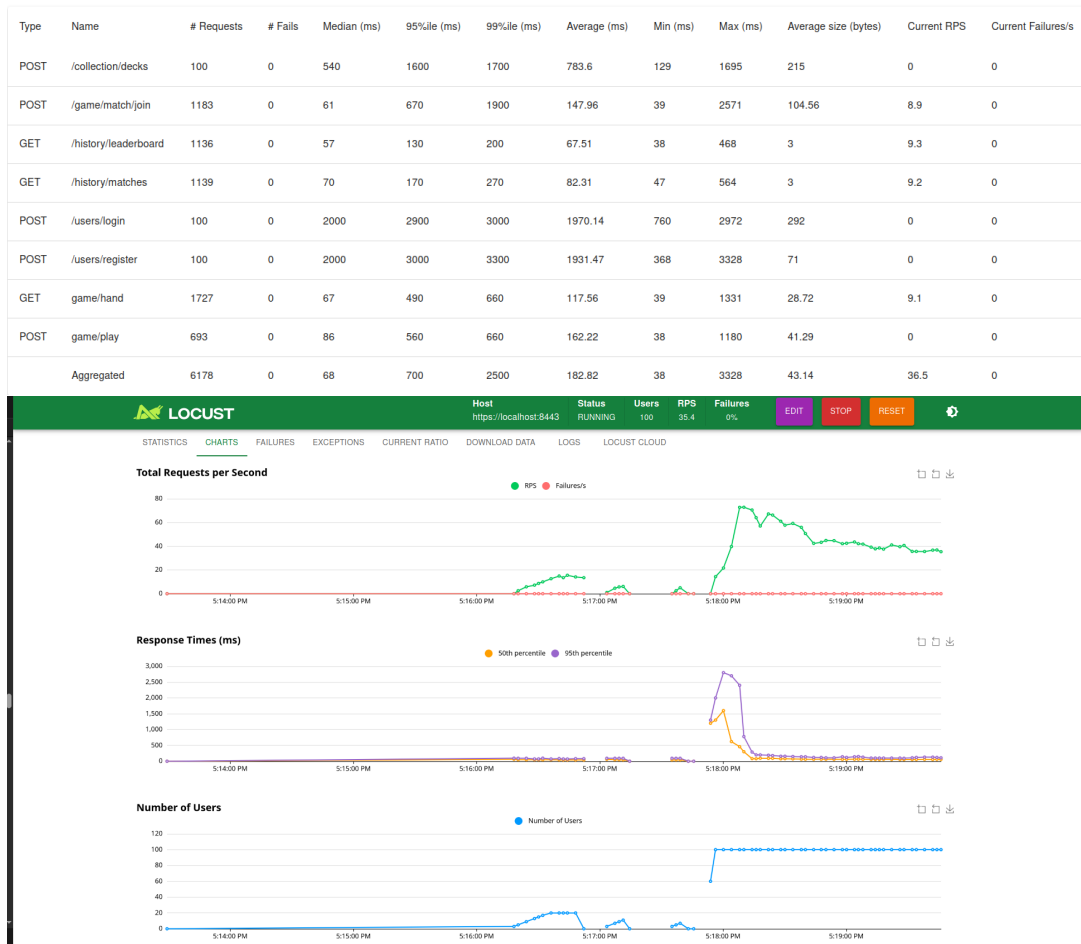 Type Name # Requests # Fails Median (ms) 95%ile (ms) 99%ile (ms) Average (ms) Min (ms) Max (ms) Average size (bytes) Current RPS Current Failures/s
POST /collection/decks 100 0 540 1600 1700 783.6 129 1695 215 0 0
POST /game/match/join 1183 0 61 670 1900 147.96 39 2571 104.56 8.9 0
GET /history/leaderboard 1136 0 57 130 200 67.51 38 468 3 9.3 0
GET /history/matches 1139 0 70 170 270 82.31 47 564 3 9.2 0
POST /users/login 100 0 2000 2900 3000 1970.14 760 2972 292 0 0
POST /users/register 100 0 2000 3000 3300 1931.47 368 3328 71 0 0
GET game/hand 1727 0 67 490 660 117.56 39 1331 28.72 9.1 0
POST game/play 693 0 86 560 660 162.22 38 1180 41.29 0 0
Aggregated 6178 0 68 700 2500 182.82 38 3328 43.14 36.5 0
LOCUST
Host Status Users RPS Failures
https://localhost:8443 RUNNING 100 35.4 0%
EDIT STOP RESET
STATISTICS CHARTS FAILURES EXCEPTIONS CURRENT RATIO DOWNLOAD DATA LOGS LOCUST CLOUD
Total Requests per Second
RPS Failures/s
80
60
40
20
0
5:14:00 PM 5:15:00 PM 5:16:00 PM 5:17:00 PM 5:18:00 PM 5:19:00 PM
Response Times (ms)
50th percentile 95th percentile
3,000
2,500
2,000
1,500
1,000
500
0
5:14:00 PM 5:15:00 PM 5:16:00 PM 5:17:00 PM 5:18:00 PM 5:19:00 PM
Number of Users
Number of Users
120
100
80
60
40
20
0
5:14:00 PM 5:15:00 PM 5:16:00 PM 5:17:00 PM 5:18:00 PM 5:19:00 PM